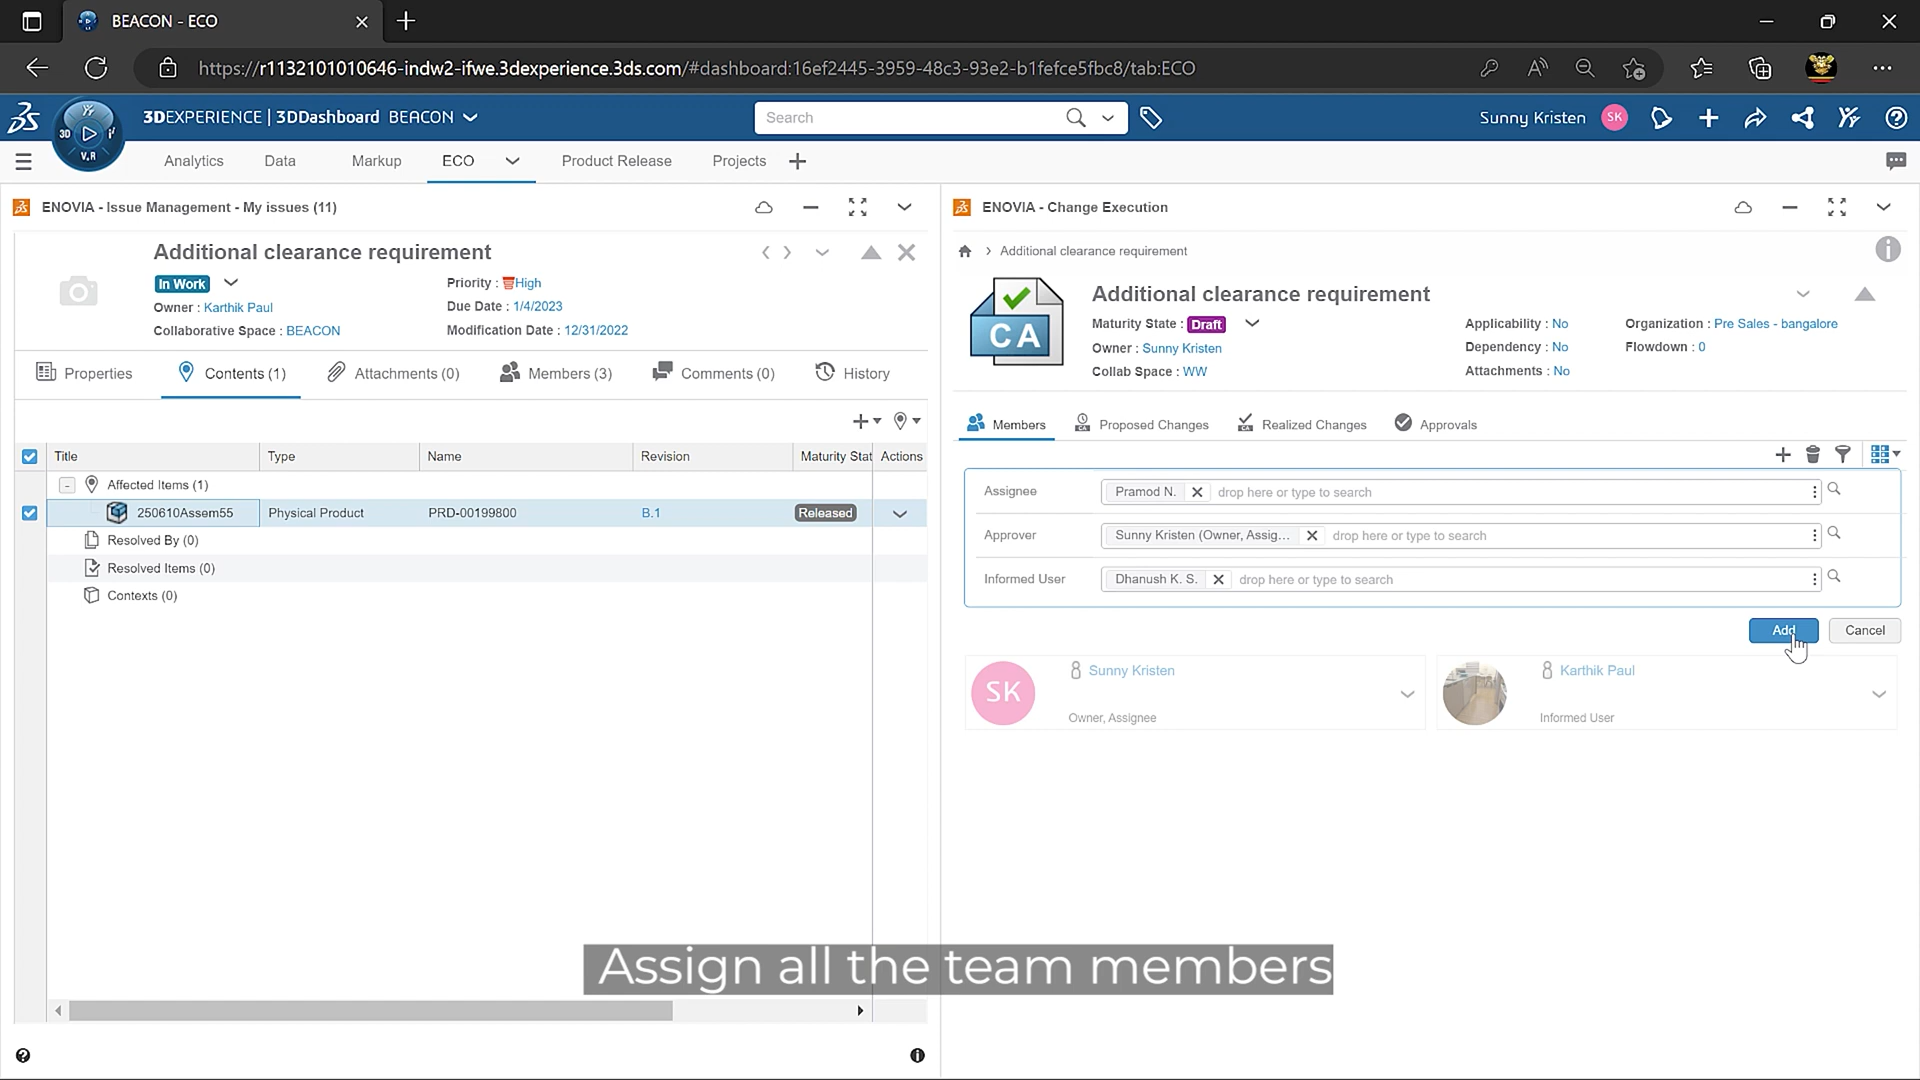 BEACON - ECO
https://r1132101010646-indw2-ifwe.3dexperience.3ds.com/#dashboard:16ef2445-3959-48c3-93e2-b1fefce5fbc8/tab:ECO
3D
V.R
3DEXPERIENCE | 3DDashboard BEACON
Search
Sunny Kristen SK
Analytics Data Markup ECO Product Release Projects
ENOVIA - Issue Management - My issues (11)
Additional clearance requirement
In Work
Owner : Karthik Paul
Collaborative Space : BEACON
Priority : High
Due Date : 1/4/2023
Modification Date : 12/31/2022
Properties Contents (1) Attachments (0) Members (3) Comments (0) History
Title Type Name Revision Maturity Stat Actions
Affected Items (1)
250610Assem55 Physical Product PRD-00199800 B.1 Released
Resolved By (0)
Resolved Items (0)
Contexts (0)
ENOVIA - Change Execution
Additional clearance requirement
CA
Additional clearance requirement
Maturity State : Draft
Owner : Sunny Kristen
Collab Space : WW
Applicability : No
Dependency : No
Attachments : No
Organization : Pre Sales - bangalore
Flowdown : 0
Members Proposed Changes Realized Changes Approvals
Assignee Pramod N. drop here or type to search
Approver Sunny Kristen (Owner, Assig... drop here or type to search
Informed User Dhanush K. S. drop here or type to search
Add Cancel
SK Sunny Kristen
Owner, Assignee
Karthik Paul
Informed User
Assign all the team members